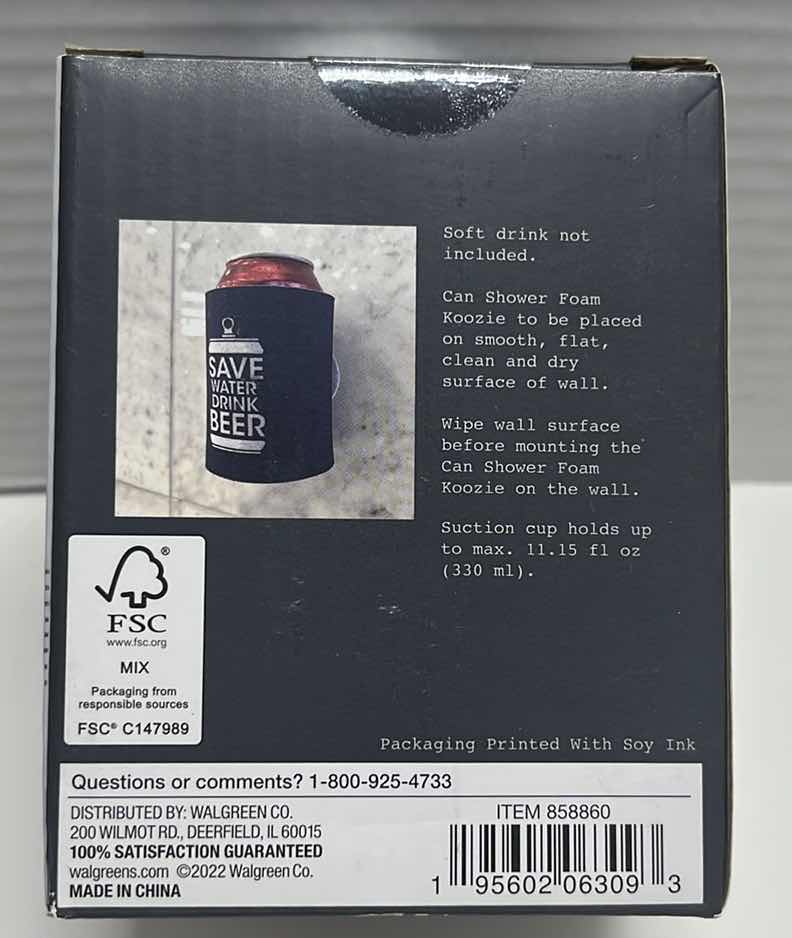 Soft drink not
included.
Can Shower Foam
Koozie to be placed
on smooth, flat,
clean and dry
surface of wall.
Wipe wall surface
before mounting the
Can Shower Foam
Koozie on the wall.
Suction cup holds up
to max. 11.15 fl oz
(330 ml).
SAVE
WATER
DRINK
BEER
®
FSC
www.fsc.org
MIX
Packaging from
responsible sources
FSC® C147989
Packaging Printed With Soy Ink
Questions or comments? 1-800-925-4733
DISTRIBUTED BY: WALGREEN CO.
200 WILMOT RD., DEERFIELD, IL 60015
100% SATISFACTION GUARANTEED
walgreens.com ©2022 Walgreen Co.
MADE IN CHINA
ITEM 858860
1 95602 06309 3